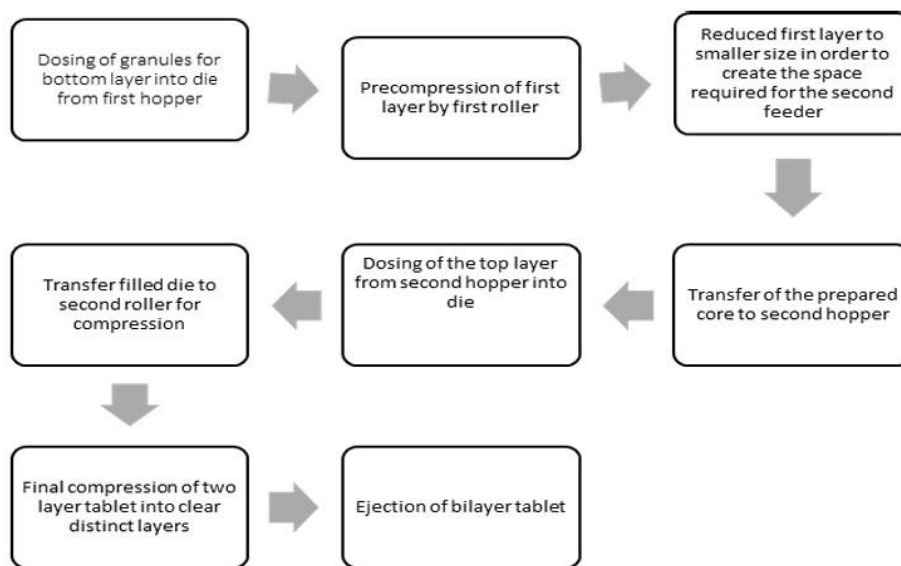 Dosing of granules for
bottom layer into die
from first hopper
Precompression of first
layer by first roller
Reduced first layer to
smaller size in order to
create the space
required for the second
feeder
Transfer of the prepared
core to second hopper
Dosing of the top layer
from second hopper into
die
Transfer filled die to
second roller for
compression
Final compression of two
layer tablet into clear
distinct layers
Ejection of bilayer tablet